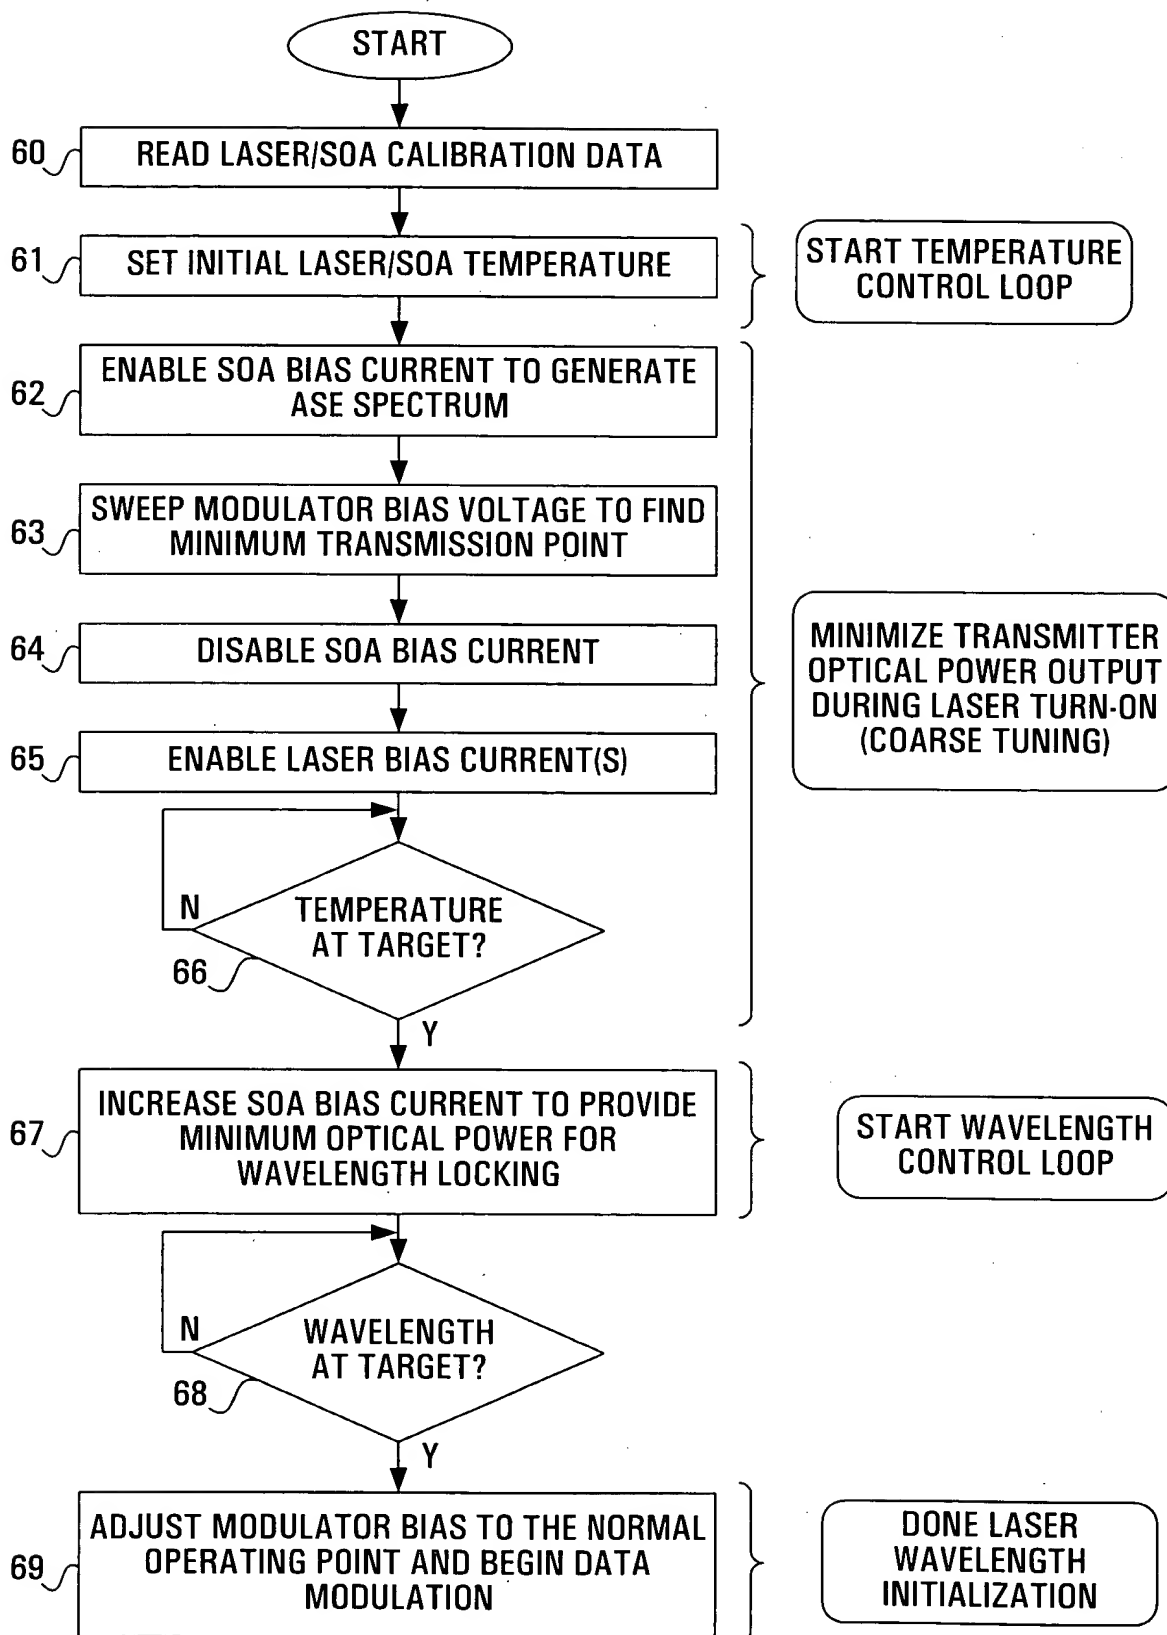 START
60
READ LASER/SOA CALIBRATION DATA
61
SET INITIAL LASER/SOA TEMPERATURE
START TEMPERATURE
CONTROL LOOP
62
ENABLE SOA BIAS CURRENT TO GENERATE
ASE SPECTRUM
63
SWEEP MODULATOR BIAS VOLTAGE TO FIND
MINIMUM TRANSMISSION POINT
64
DISABLE SOA BIAS CURRENT
65
ENABLE LASER BIAS CURRENT(S)
MINIMIZE TRANSMITTER
OPTICAL POWER OUTPUT
DURING LASER TURN-ON
(COARSE TUNING)
N
TEMPERATURE
AT TARGET?
66
Y
67
INCREASE SOA BIAS CURRENT TO PROVIDE
MINIMUM OPTICAL POWER FOR
WAVELENGTH LOCKING
START WAVELENGTH
CONTROL LOOP
N
WAVELENGTH
AT TARGET?
68
Y
69
ADJUST MODULATOR BIAS TO THE NORMAL
OPERATING POINT AND BEGIN DATA
MODULATION
DONE LASER
WAVELENGTH
INITIALIZATION